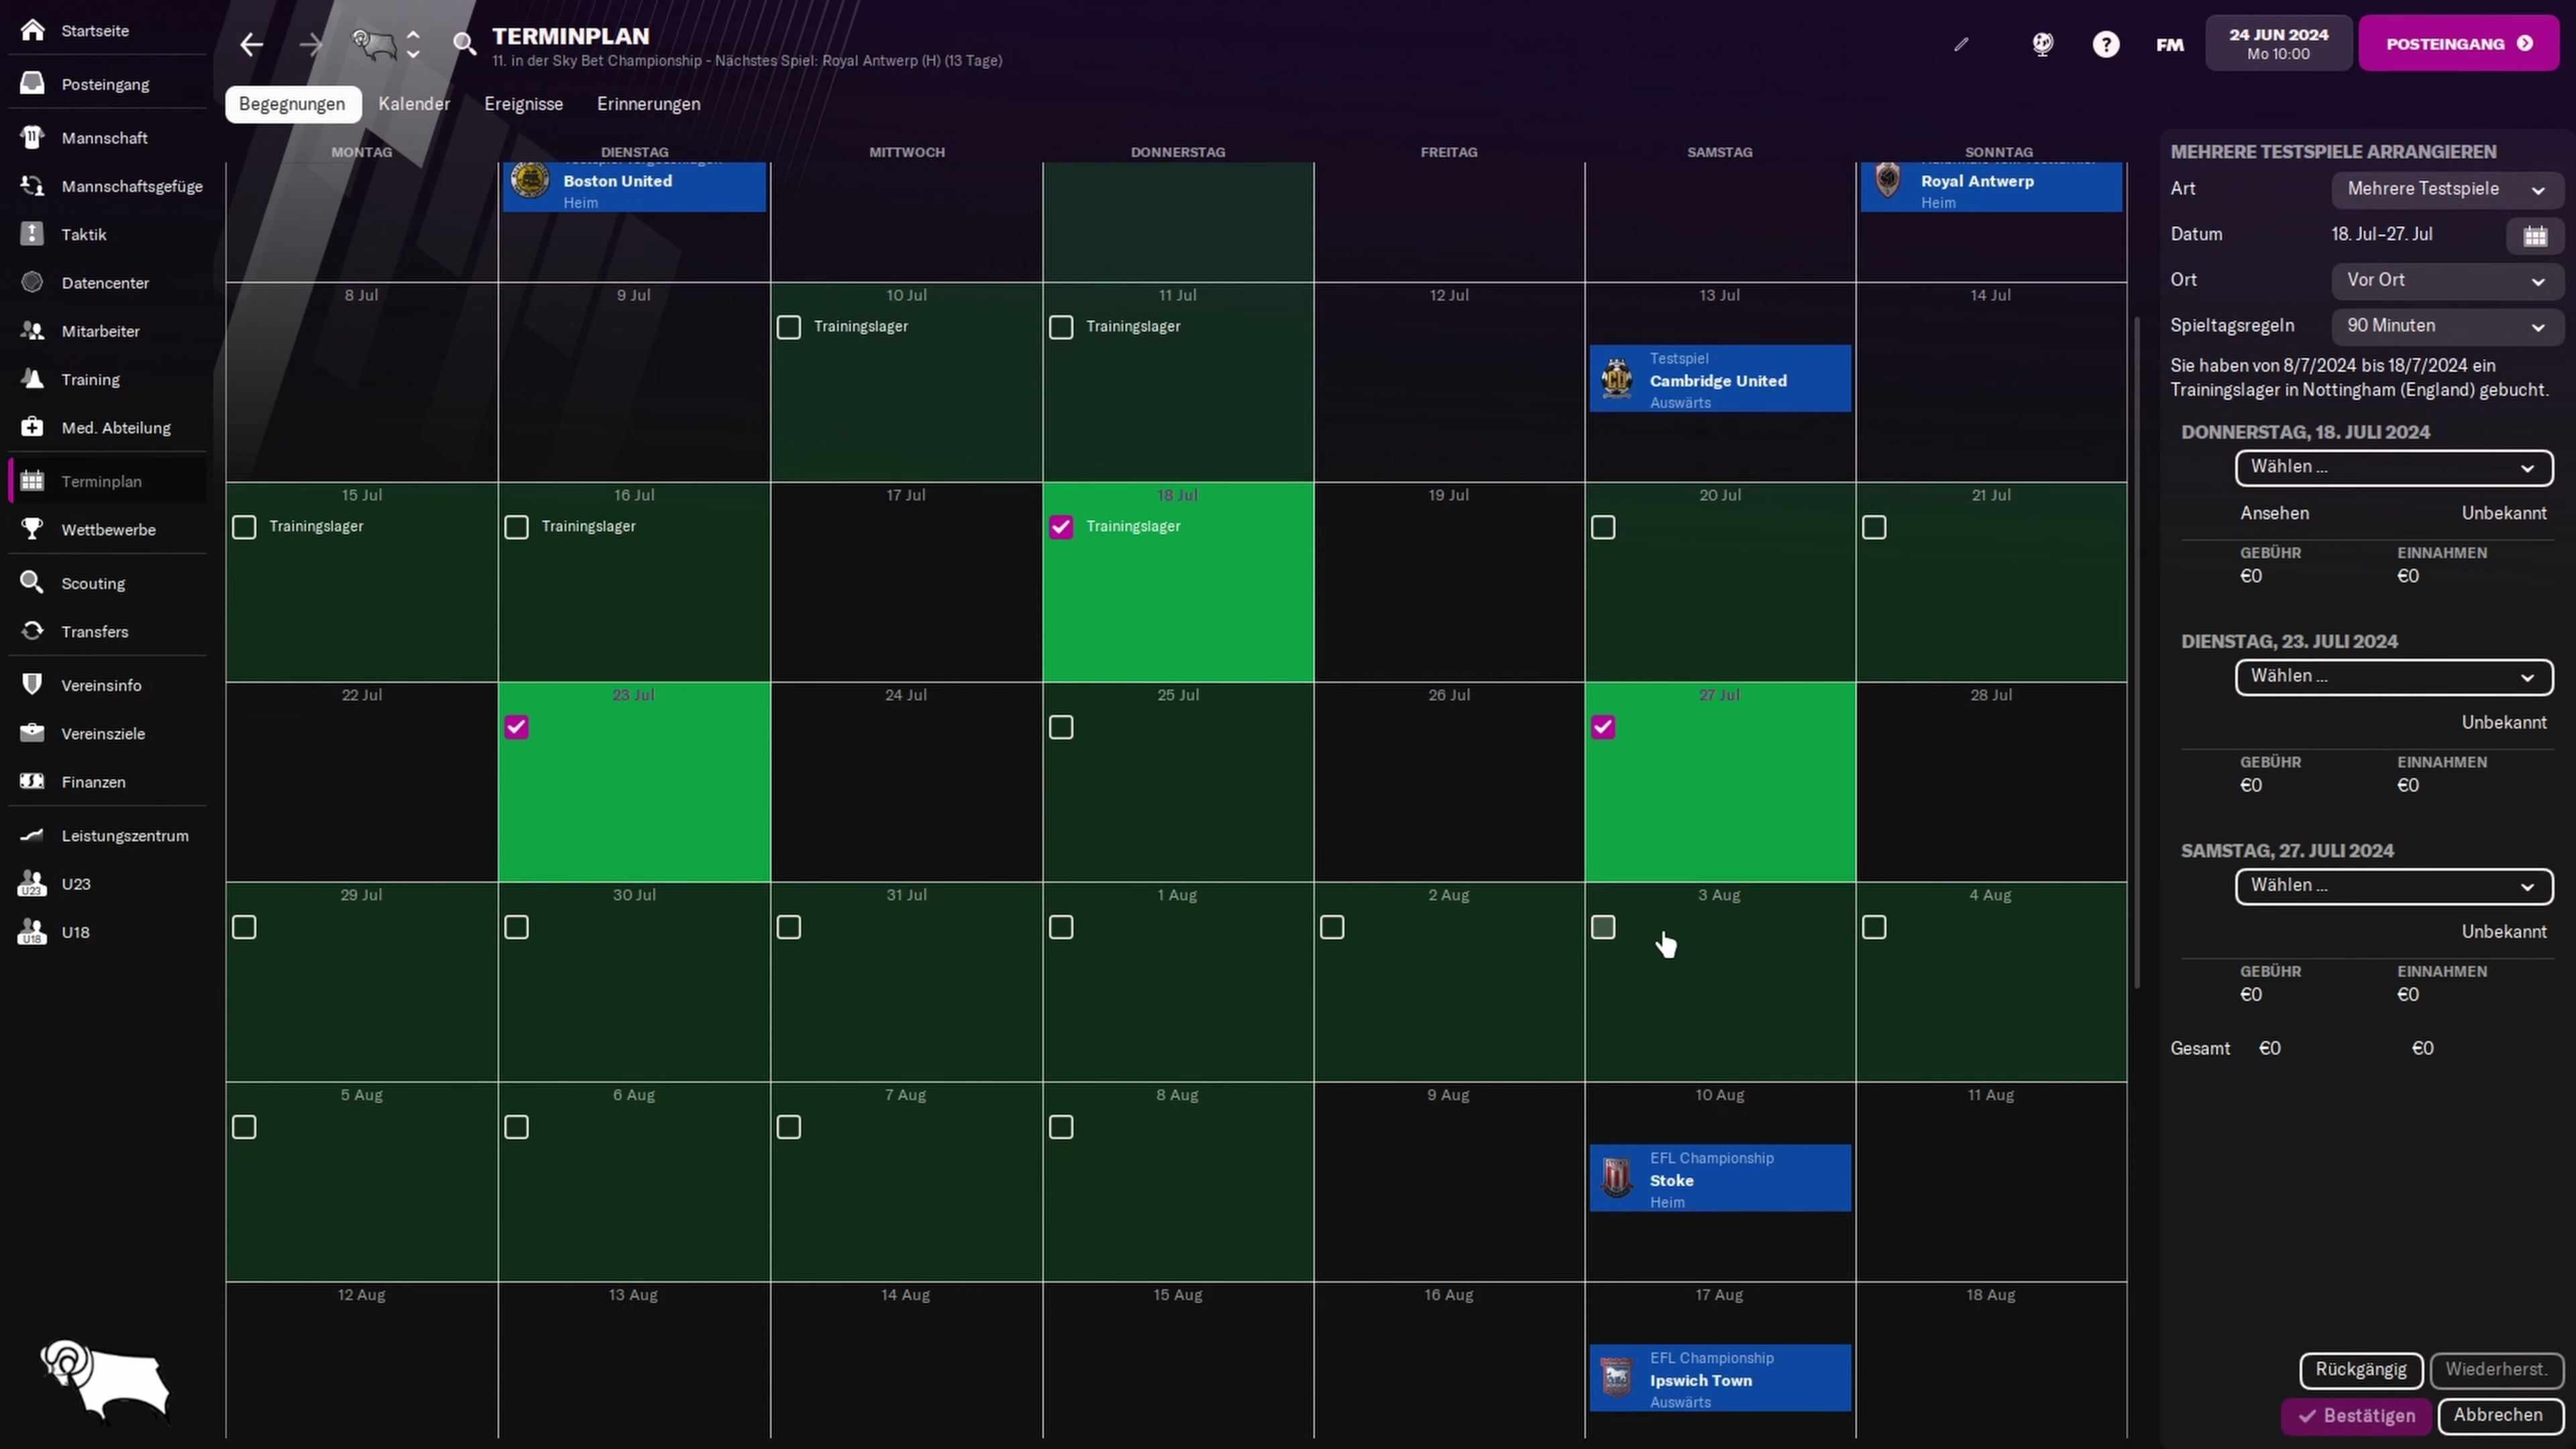 Startseite
Posteingang
Mannschaft
Mannschaftsgefüge
Taktik
Datencenter
Mitarbeiter
Training
Med. Abteilung
Terminplan
Wettbewerbe
Scouting
Transfers
Vereinsinfo
Vereinsziele
Finanzen
Leistungszentrum
U23
U23
U18
U18
TERMINPLAN
11. in der Sky Bet Championship - Nächstes Spiel: Royal Antwerp (H) (13 Tage)
FM
24 JUN 2024
Mo 10:00
POSTEINGANG
Begegnungen Kalender Ereignisse Erinnerungen
MONTAG DIENSTAG MITTWOCH DONNERSTAG FREITAG SAMSTAG SONNTAG
Boston United
Heim
Royal Antwerp
Heim
8 Jul 9 Jul 10 Jul 11 Jul 12 Jul 13 Jul 14 Jul
Trainingslager Trainingslager
Testspiel
Cambridge United
Auswärts
15 Jul 16 Jul 17 Jul 18 Jul 19 Jul 20 Jul 21 Jul
Trainingslager Trainingslager Trainingslager
22 Jul 23 Jul 24 Jul 25 Jul 26 Jul 27 Jul 28 Jul
29 Jul 30 Jul 31 Jul 1 Aug 2 Aug 3 Aug 4 Aug
5 Aug 6 Aug 7 Aug 8 Aug 9 Aug 10 Aug 11 Aug
EFL Championship
Stoke
Heim
12 Aug 13 Aug 14 Aug 15 Aug 16 Aug 17 Aug 18 Aug
EFL Championship
Ipswich Town
Auswärts
MEHRERE TESTSPIELE ARRANGIEREN
Art Mehrere Testspiele
Datum 18. Jul-27. Jul
Ort Vor Ort
Spieltagsregeln 90 Minuten
Sie haben von 8/7/2024 bis 18/7/2024 ein
Trainingslager in Nottingham (England) gebucht.
DONNERSTAG, 18. JULI 2024
Wählen ...
Ansehen Unbekannt
GEBÜHR EINNAHMEN
€0 €0
DIENSTAG, 23. JULI 2024
Wählen ...
Unbekannt
GEBÜHR EINNAHMEN
€0 €0
SAMSTAG, 27. JULI 2024
Wählen ...
Unbekannt
GEBÜHR EINNAHMEN
€0 €0
Gesamt €0 €0
Rückgängig Wiederherst.
Bestätigen Abbrechen